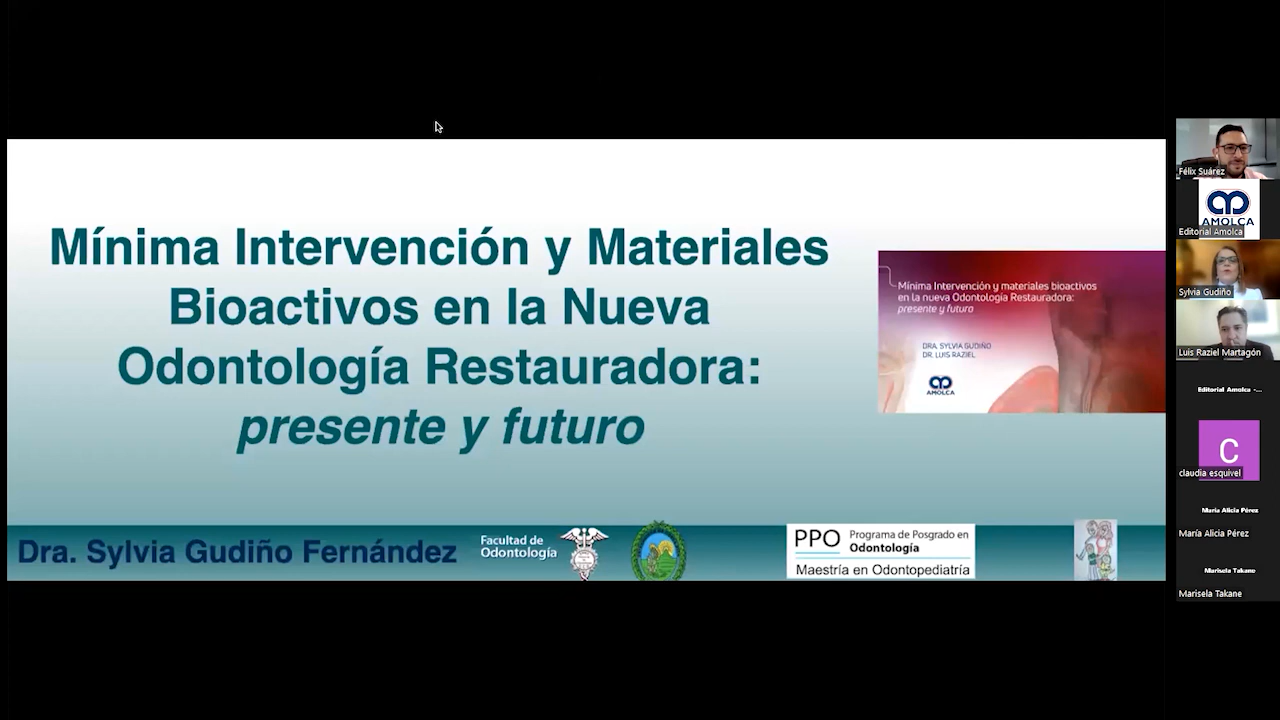 Mínima Intervención y Materiales
Bioactivos en la Nueva
Odontología Restauradora:
presente y futuro
Mínima Intervención y materiales bioactivos
en la nueva Odontología Restauradora:
presente y futuro
DRA. SYLVIA GUDIÑO
DR. LUIS RAZIEL
AMOLCA
Dra. Sylvia Gudiño Fernández
Facultad de
Odontología
PPO
Programa de Posgrado en
Odontología
Maestría en Odontopediatría
Félix Suárez
AMOLCA
Editorial Amolca
Sylvia Gudiño
Luis Raziel Martagón
Editorial Amolca -...
C
claudia esquivel
María Alicia Pérez
María Alicia Pérez
Marisela Takane
Marisela Takane